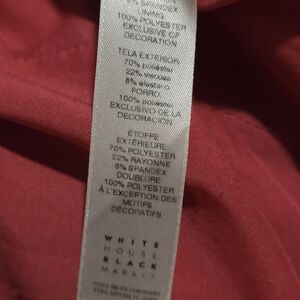 8% SPANDEX
LINING
100% POLYESTER
EXCLUSIVE OF
DECORATION
TELA EXTERIOR:
70% poliéster
22% viscosa
8% elastano
FORRO:
100% poliéster
EXCLUSIVO DE LA
DECORACIÓN
ÉTOFFE
EXTÉRIEURE:
70% POLYESTER
22% RAYONNE
8% SPANDEX
DOUBLURE:
100% POLYESTER
À L'EXCEPTION DES
MOTIFS
DÉCORATIFS
WHITE
HOUSE
BLACK
MARKET